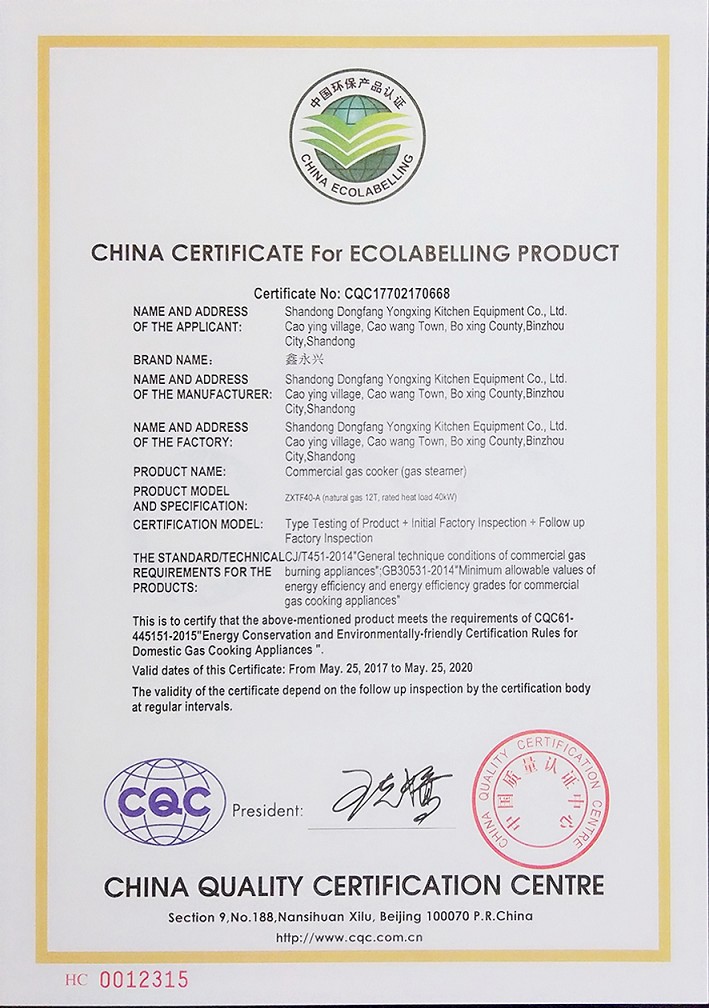 中国环保产品认证
CHINA ECOLABELLING
CHINA CERTIFICATE For ECOLABELLING PRODUCT
Certificate No: CQC17702170668
NAME AND ADDRESS Shandong Dongfang Yongxing Kitchen Equipment Co., Ltd.
OF THE APPLICANT: Cao ying village, Cao wang Town, Bo xing County,Binzhou
City,Shandong
BRAND NAME: 鑫永兴
NAME AND ADDRESS Shandong Dongfang Yongxing Kitchen Equipment Co., Ltd.
OF THE MANUFACTURER: Cao ying village, Cao wang Town, Bo xing County,Binzhou
City,Shandong
NAME AND ADDRESS Shandong Dongfang Yongxing Kitchen Equipment Co., Ltd.
OF THE FACTORY: Cao ying village, Cao wang Town, Bo xing County,Binzhou
City,Shandong
PRODUCT NAME: Commercial gas cooker (gas steamer)
PRODUCT MODEL
AND SPECIFICATION: ZXTF40-A (natural gas 12T, rated heat load 40kW)
CERTIFICATION MODEL: Type Testing of Product + Initial Factory Inspection + Follow up
Factory Inspection
THE STANDARD/TECHNICAL CJ/T451-2014"General technique conditions of commercial gas
REQUIREMENTS FOR THE burning appliances";GB30531-2014"Minimum allowable values of
PRODUCTS: energy efficiency and energy efficiency grades for commercial
gas cooking appliances"
This is to certify that the above-mentioned product meets the requirements of CQC61-
445151-2015"Energy Conservation and Environmentally-friendly Certification Rules for
Domestic Gas Cooking Appliances ".
Valid dates of this Certificate: From May. 25, 2017 to May. 25, 2020
The validity of the certificate depend on the follow up inspection by the certification body
at regular intervals.
CQC
President:
CHINA QUALITY CERTIFICATION CENTRE
中国质量认证中心
CHINA QUALITY CERTIFICATION CENTRE
Section 9,No.188,Nansihuan Xilu, Beijing 100070 P.R.China
http://www.cqc.com.cn
HC 0012315